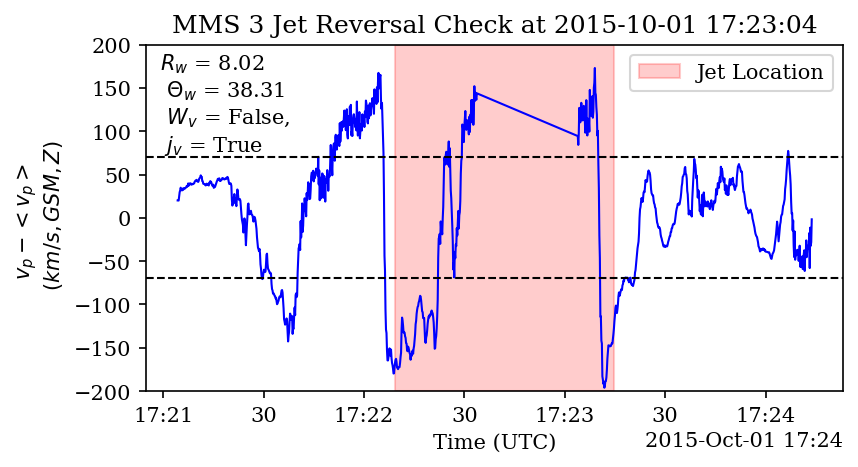 MMS 3 Jet Reversal Check at 2015-10-01 17:23:04
R_w = 8.02
Θ_w = 38.31
W_v = False,
j_v = True
Jet Location
v_p − <v_p>
(km/s, GSM, Z)
200
150
100
50
0
−50
−100
−150
−200
17:21 30 17:22 30 17:23 30 17:24
Time (UTC)
2015-Oct-01 17:24